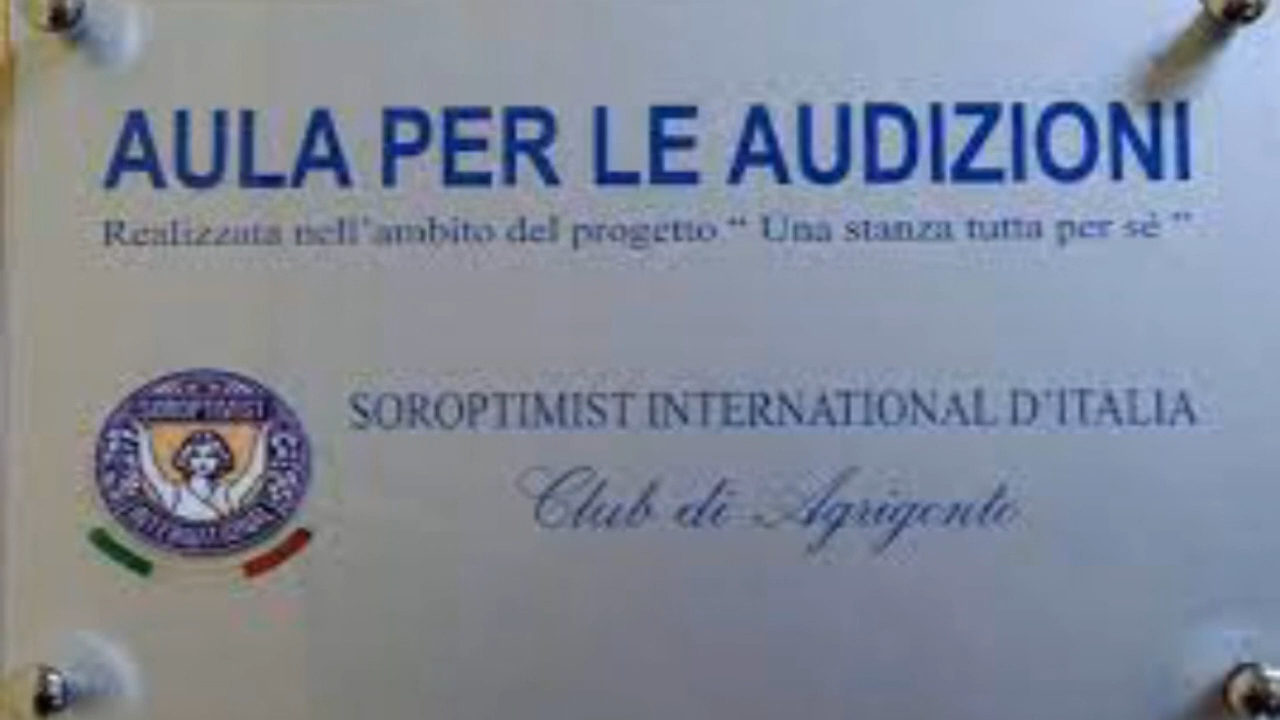 AULA PER LE AUDIZIONI
Realizzata nell'ambito del progetto “ Una stanza tutta per sè ”
SOROPTIMIST
SOROPTIMIST INTERNATIONAL D'ITALIA
Club di Agrigento